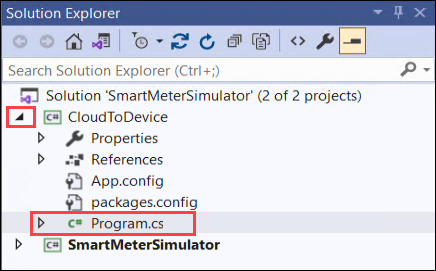 Solution Explorer
Search Solution Explorer (Ctrl+;)
Solution 'SmartMeterSimulator' (2 of 2 projects)
C# CloudToDevice
Properties
References
App.config
packages.config
C# Program.cs
C# SmartMeterSimulator